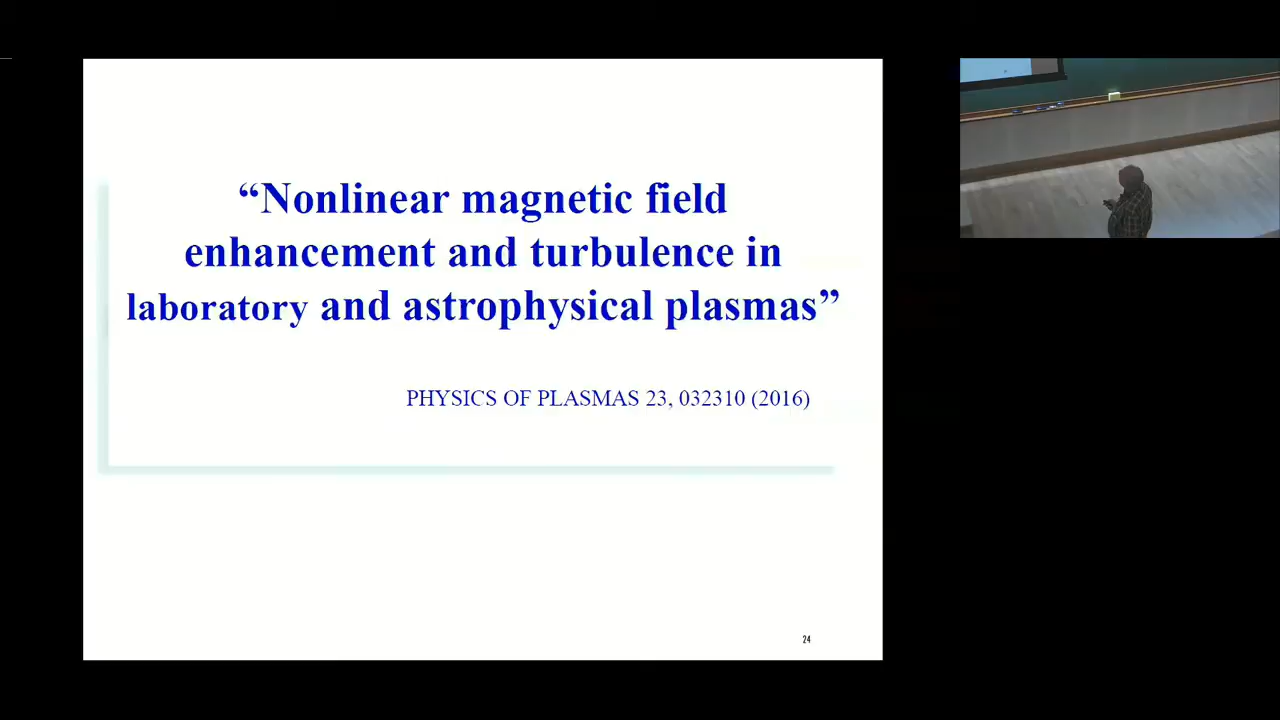 “Nonlinear magnetic field
enhancement and turbulence in
laboratory and astrophysical plasmas”
PHYSICS OF PLASMAS 23, 032310 (2016)
24